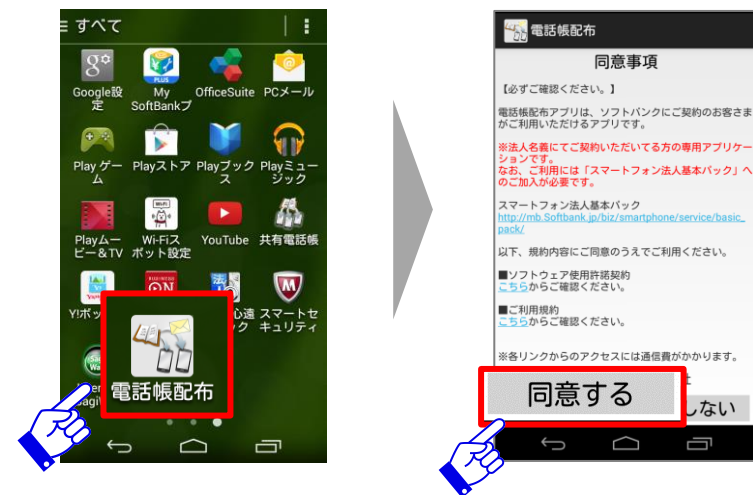 すべて
Google設
定
My
SoftBankプ
OfficeSuite
PCメール
Play ゲー
ム
Playストア
Playブック
ス
Playミュー
ジック
Playムー
ビー&TV
Wi-Fiス
ポット設定
YouTube
共有電話帳
Y!ボッ
心遠
ク
スマートセ
キュリティ
電話帳配布
電話帳配布
同意事項
【必ずご確認ください。】
電話帳配布アプリは、ソフトバンクにご契約のお客さま
がご利用いただけるアプリです。
※法人名義にてご契約いただいてる方の専用アプリケー
ションです。
なお、ご利用には「スマートフォン法人基本パック」へ
のご加入が必要です。
スマートフォン法人基本パック
http://mb.Softbank.jp/biz/smartphone/service/basic_
pack/
以下、規約内容にご同意のうえでご利用ください。
■ソフトウェア使用許諾契約
こちらからご確認ください。
■ご利用規約
こちらからご確認ください。
※各リンクからのアクセスには通信費がかかります。
同意する
しない